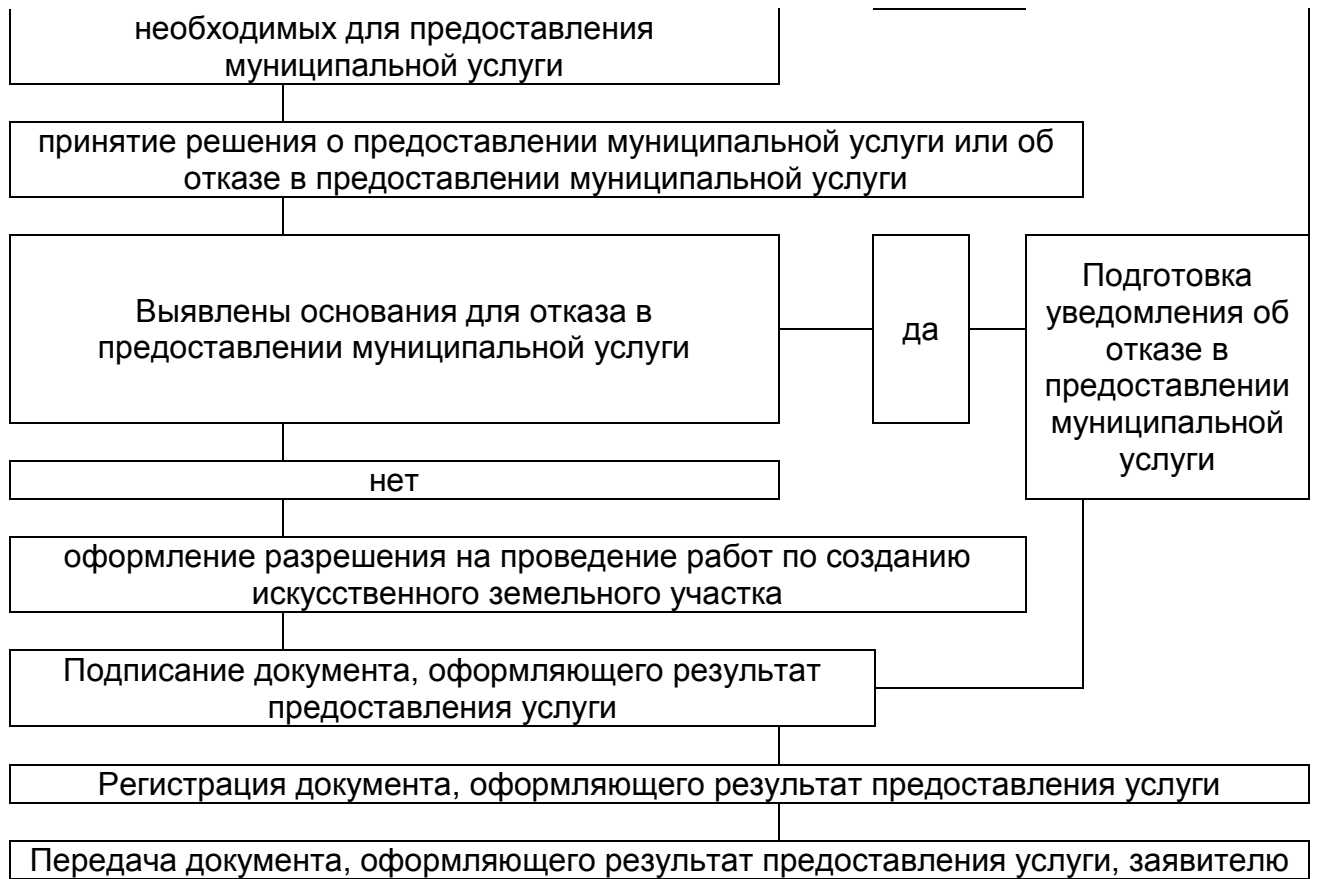 необходимых для предоставления
муниципальной услуги
принятие решения о предоставлении муниципальной услуги или об
отказе в предоставлении муниципальной услуги
Выявлены основания для отказа в
предоставлении муниципальной услуги
да
Подготовка
уведомления об
отказе в
предоставлении
муниципальной
услуги
нет
оформление разрешения на проведение работ по созданию
искусственного земельного участка
Подписание документа, оформляющего результат
предоставления услуги
Регистрация документа, оформляющего результат предоставления услуги
Передача документа, оформляющего результат предоставления услуги, заявителю